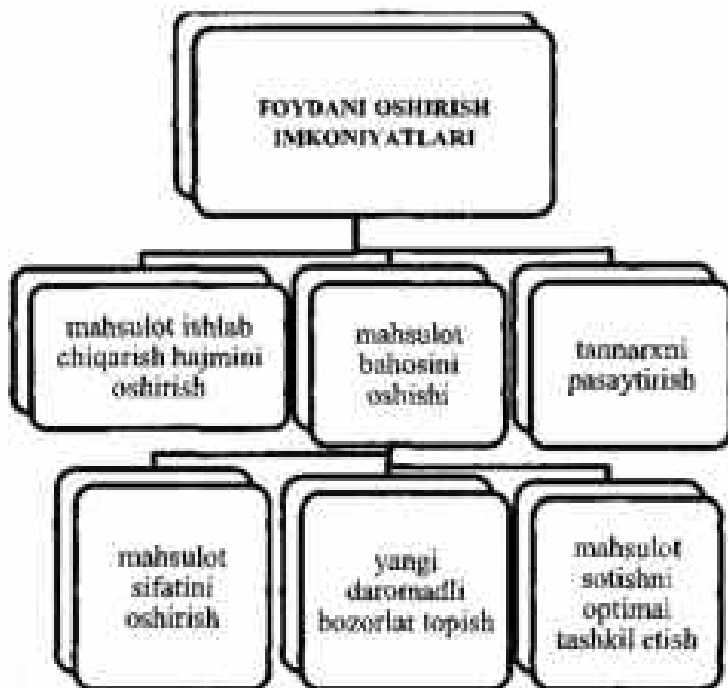 FOYDANI OSHIRISH
IMKONIYATLARI
mahsulot ishlab
chiqarish hajmini
oshirish
mahsulot
bahosini
oshishi
tannarxni
pasaytirish
mahsulot
sifatini
oshirish
yangi
daromadli
bozorlar topish
mahsulot
sotishni
optimal
tashkil etish